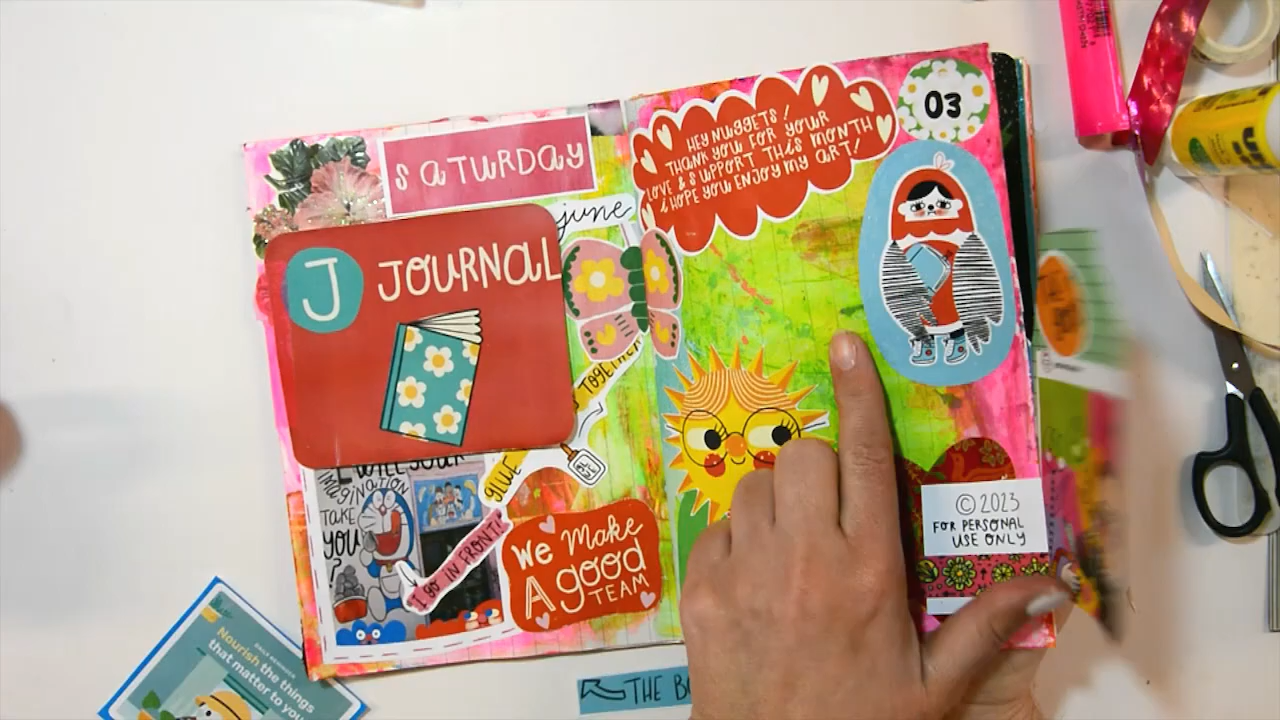 SATURDAY
june
J
JOURNAL
TOGETHER
GLUE
I WILL YOUR
IMAGINATION
TAKE
YOU
?
I GO IN FRONT!
We Make
A good
TEAM
HEY NUGGETS!
THANK YOU FOR YOUR
LOVE & SUPPORT THIS MONTH
I HOPE YOU ENJOY MY ART!
03
©2023
FOR PERSONAL
USE ONLY
Nourish the things
that matter to you
THE